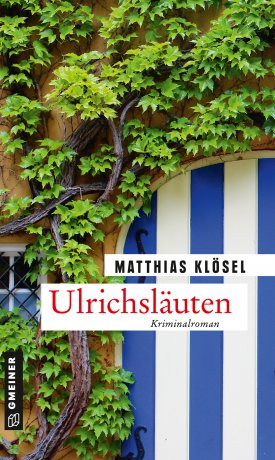 MATTHIAS KLÖSEL
Ulrichsläuten
Kriminalroman
GMEINER